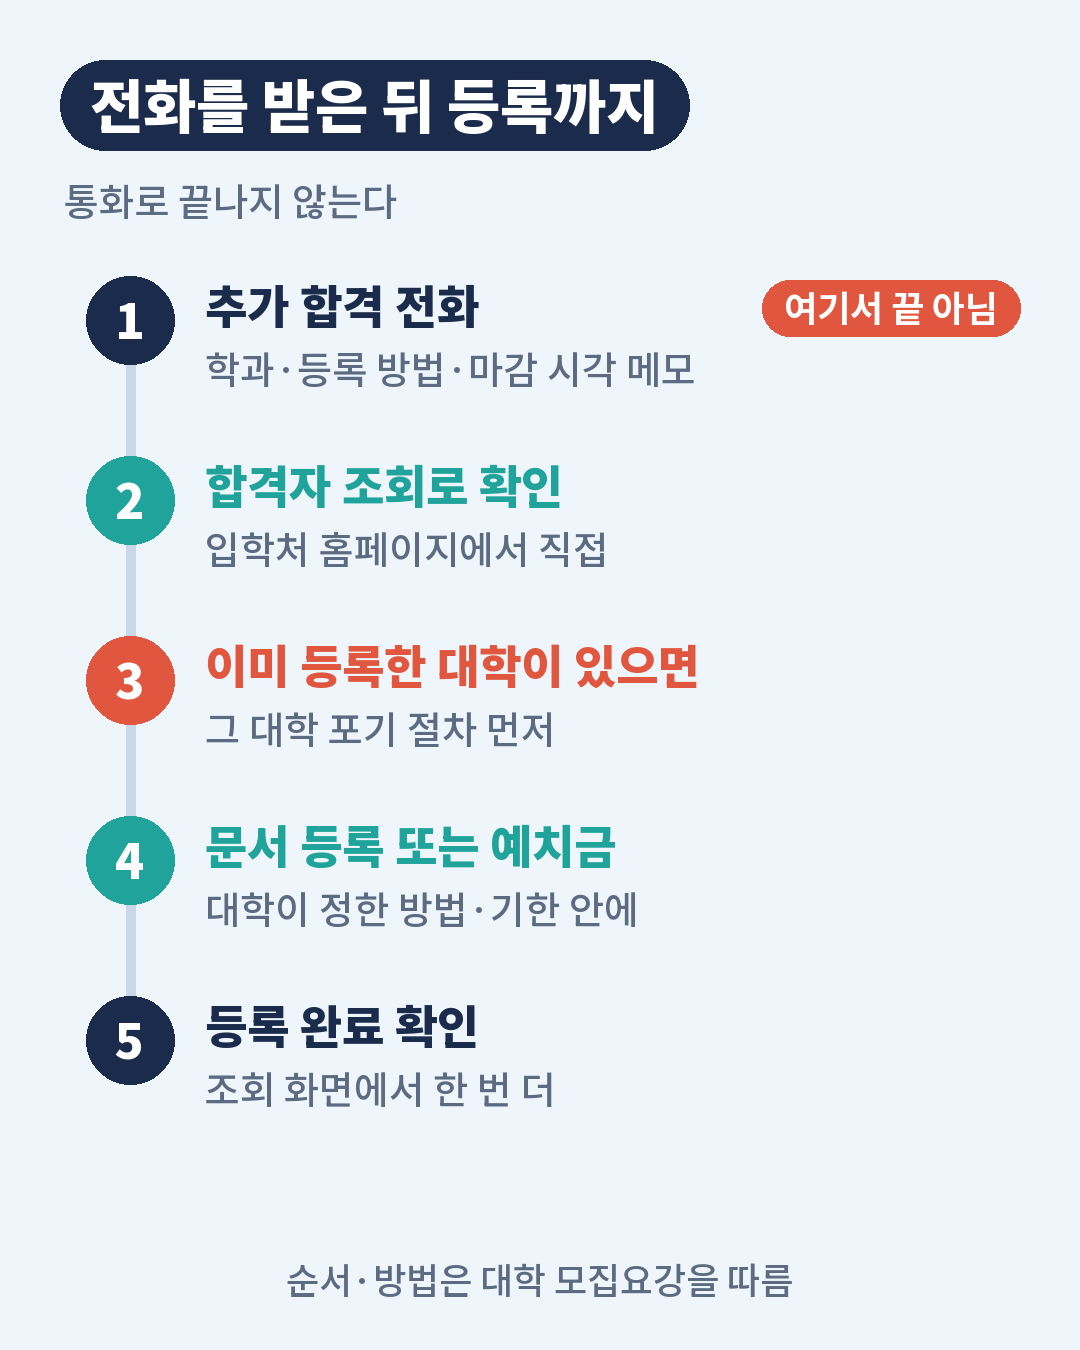 전화를 받은 뒤 등록까지
통화로 끝나지 않는다
1
추가 합격 전화
여기서 끝 아님
학과·등록 방법·마감 시각 메모
2
합격자 조회로 확인
입학처 홈페이지에서 직접
3
이미 등록한 대학이 있으면
그 대학 포기 절차 먼저
4
문서 등록 또는 예치금
대학이 정한 방법·기한 안에
5
등록 완료 확인
조회 화면에서 한 번 더
순서·방법은 대학 모집요강을 따름